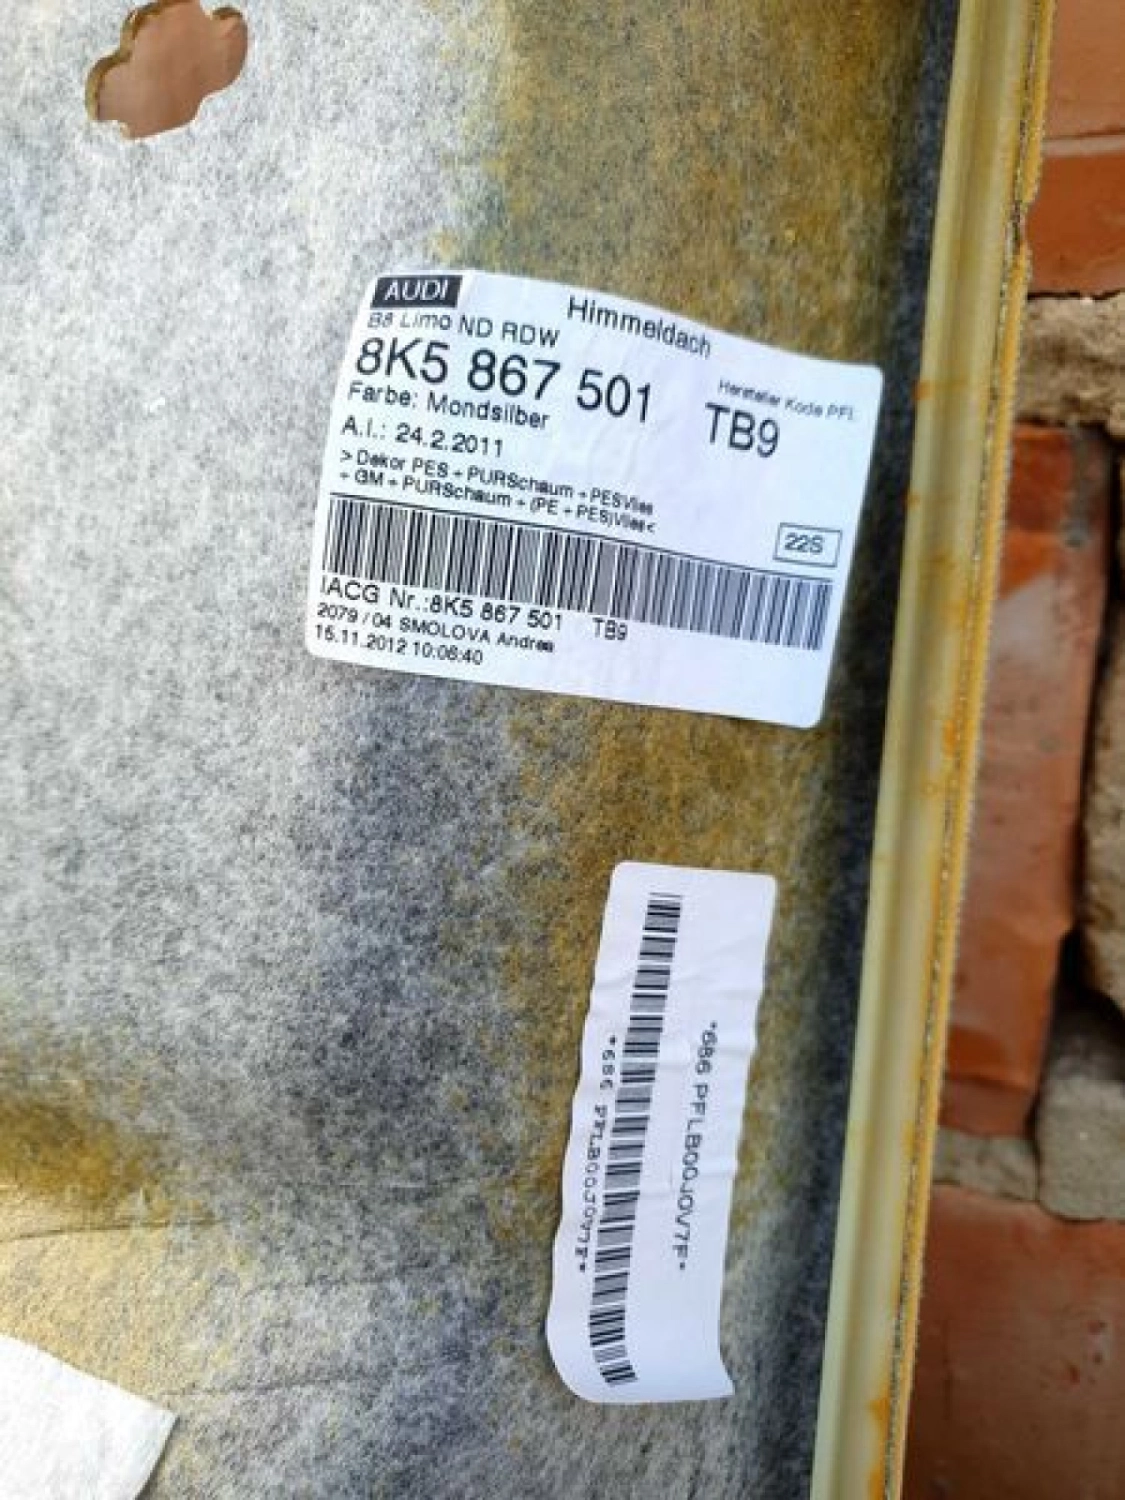 AUDI
Himmeldach
B8 Limo ND RDW
8K5 867 501
Hersteller Kode PFL
TB9
Farbe: Mondsilber
A.I.: 24.2.2011
> Dekor PES + PURSchaum + PESVlies
+ GM + PURSchaum + (PE + PES)Vlies<
22S
IACG Nr.:8K5 867 501 TB9
2079 / 04 SMOLOVA Andrea
15.11.2012 10:06:40
*686 PFLB00J0V7F*
*686 PFLB00J0V7F*